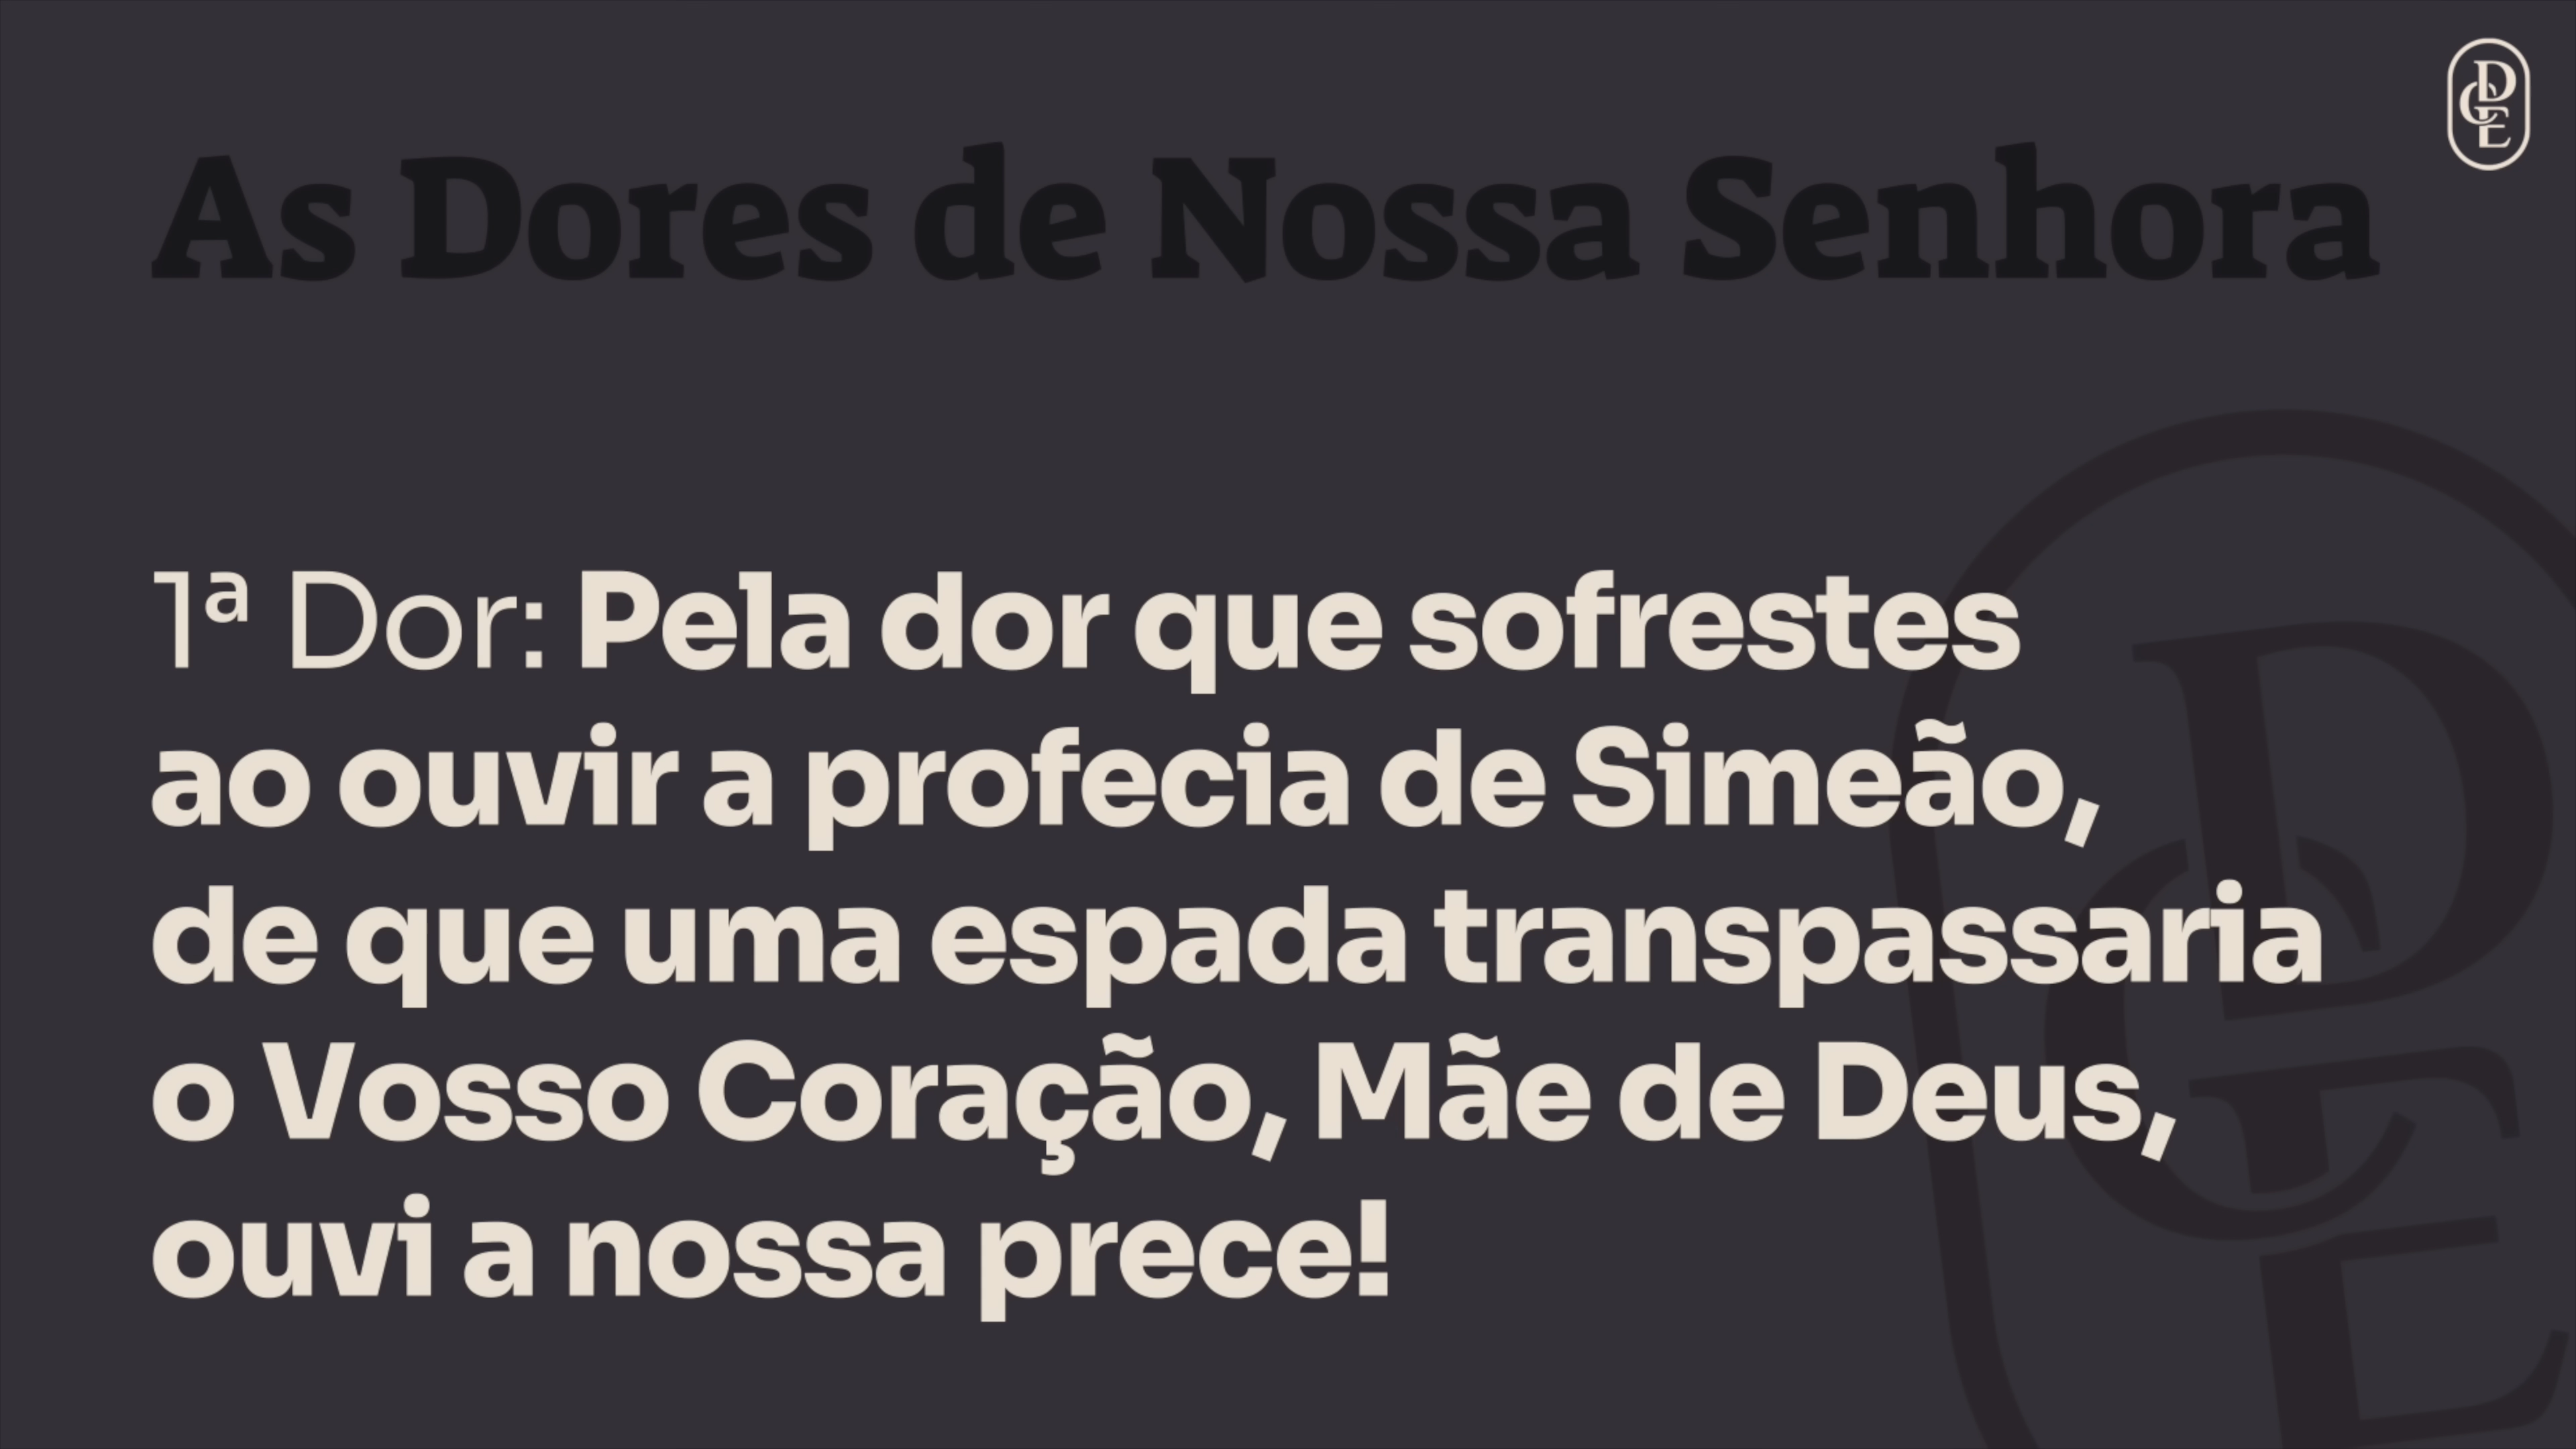 As Dores de Nossa Senhora
1ª Dor: Pela dor que sofrestes
ao ouvir a profecia de Simeão,
de que uma espada transpassaria
o Vosso Coração, Mãe de Deus,
ouvi a nossa prece!